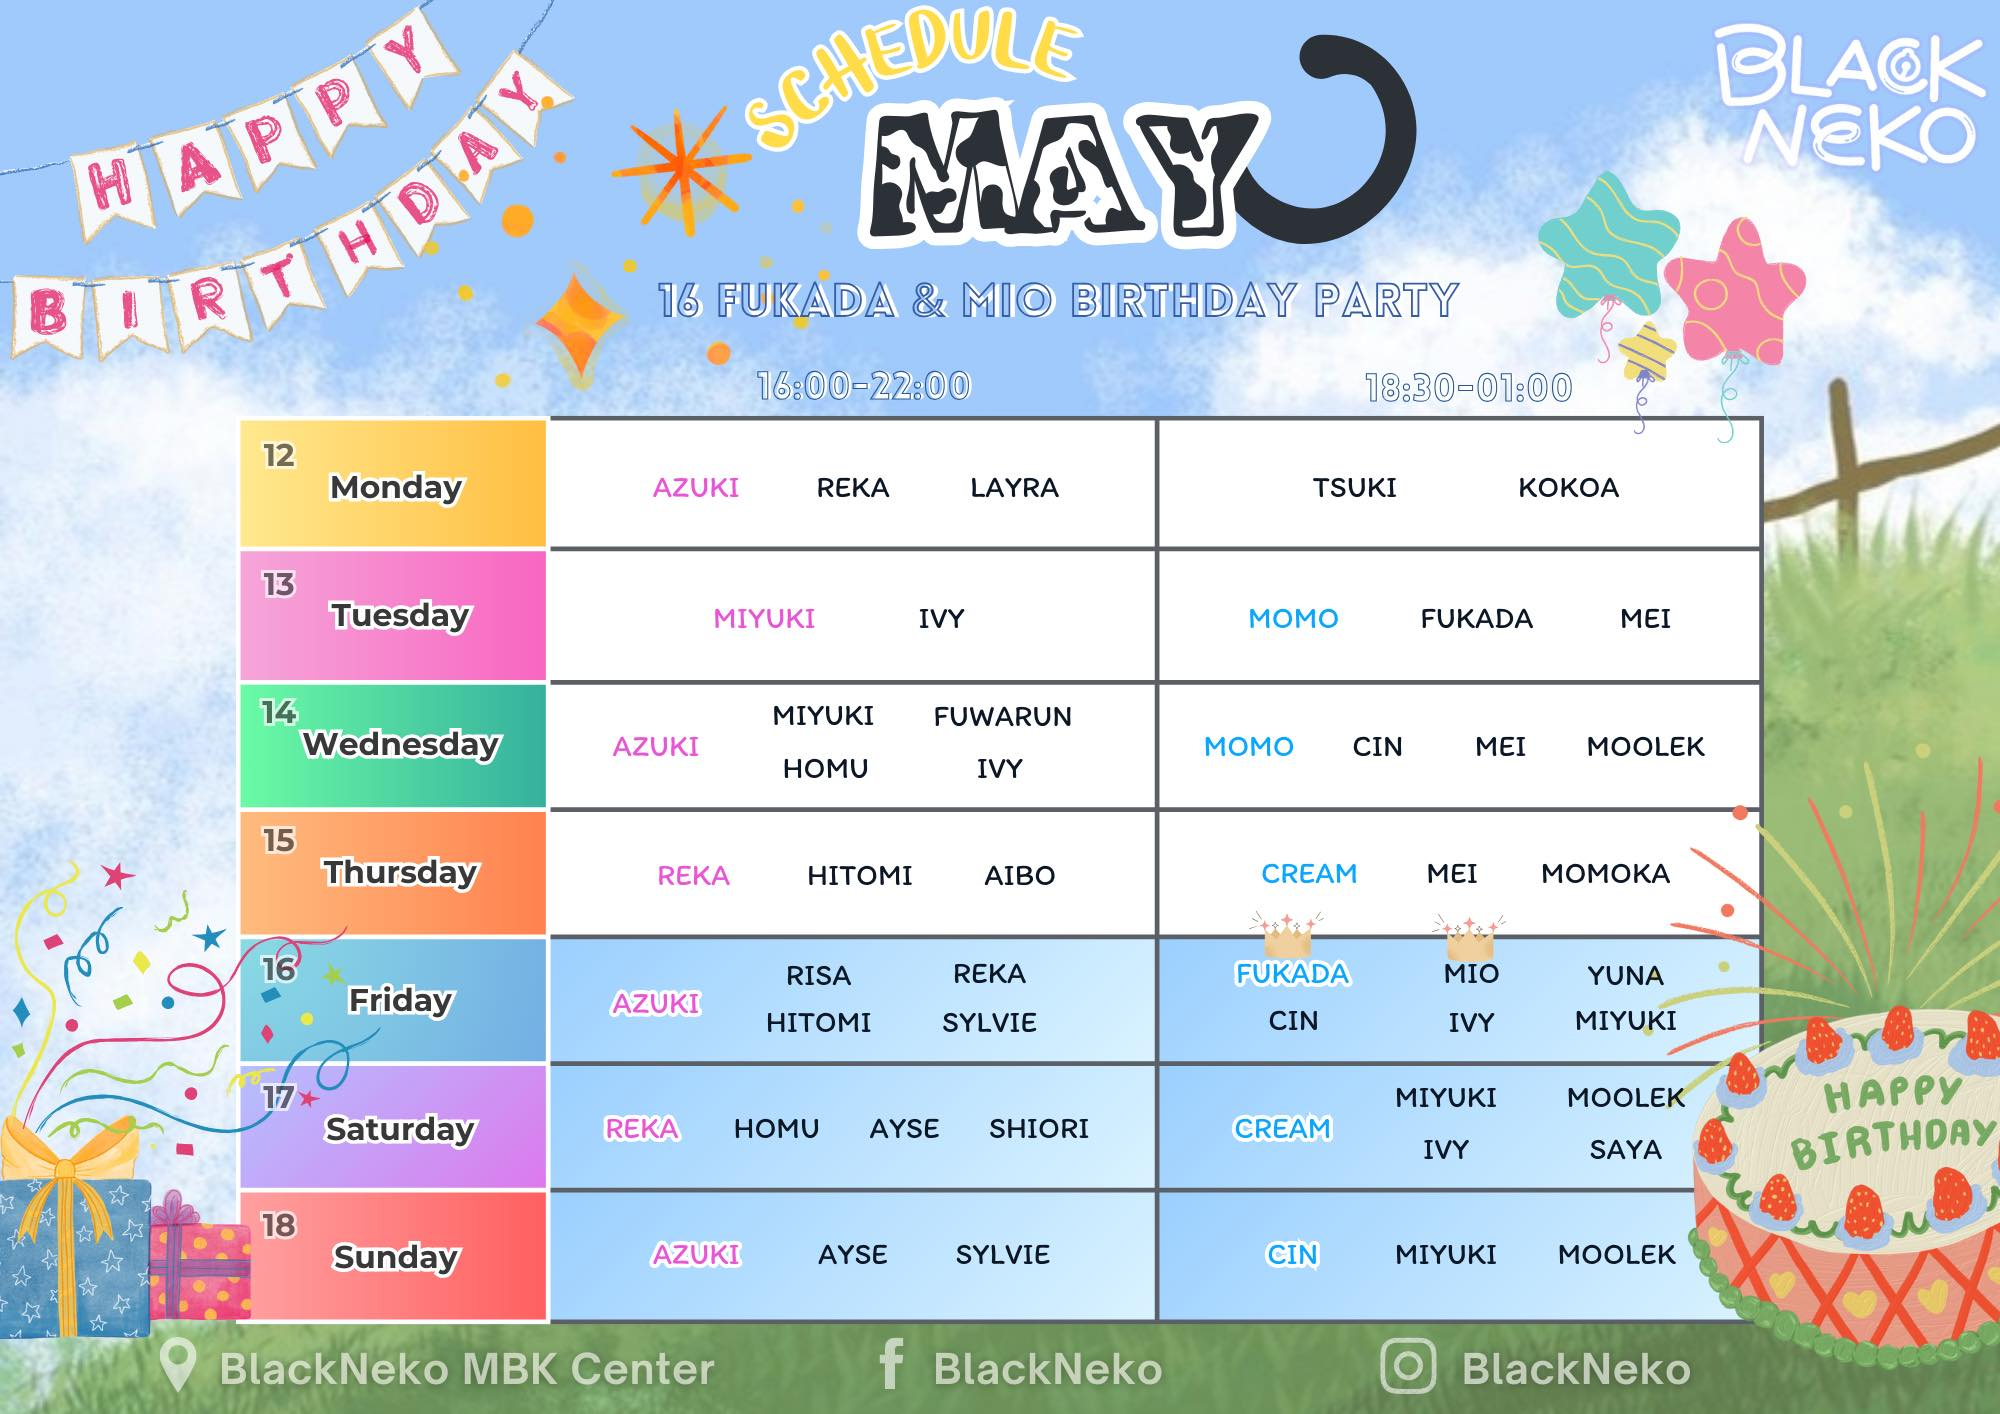 HAPPY
BIRTHDAY
SCHEDULE
MAY
BLACK
NEKO
16 FUKADA & MIO BIRTHDAY PARTY
16:00-22:00
18:30-01:00
12
Monday
AZUKI REKA LAYRA
TSUKI KOKOA
13
Tuesday
MIYUKI IVY
MOMO FUKADA MEI
14
Wednesday
MIYUKI FUWARUN
AZUKI
HOMU IVY
MOMO CIN MEI MOOLEK
15
Thursday
REKA HITOMI AIBO
CREAM MEI MOMOKA
16
Friday
RISA REKA
AZUKI
HITOMI SYLVIE
FUKADA MIO YUNA
CIN IVY MIYUKI
17
Saturday
REKA HOMU AYSE SHIORI
MIYUKI MOOLEK
CREAM
IVY SAYA
18
Sunday
AZUKI AYSE SYLVIE
CIN MIYUKI MOOLEK
HAPPY
BIRTHDAY
BlackNeko MBK Center
BlackNeko
BlackNeko